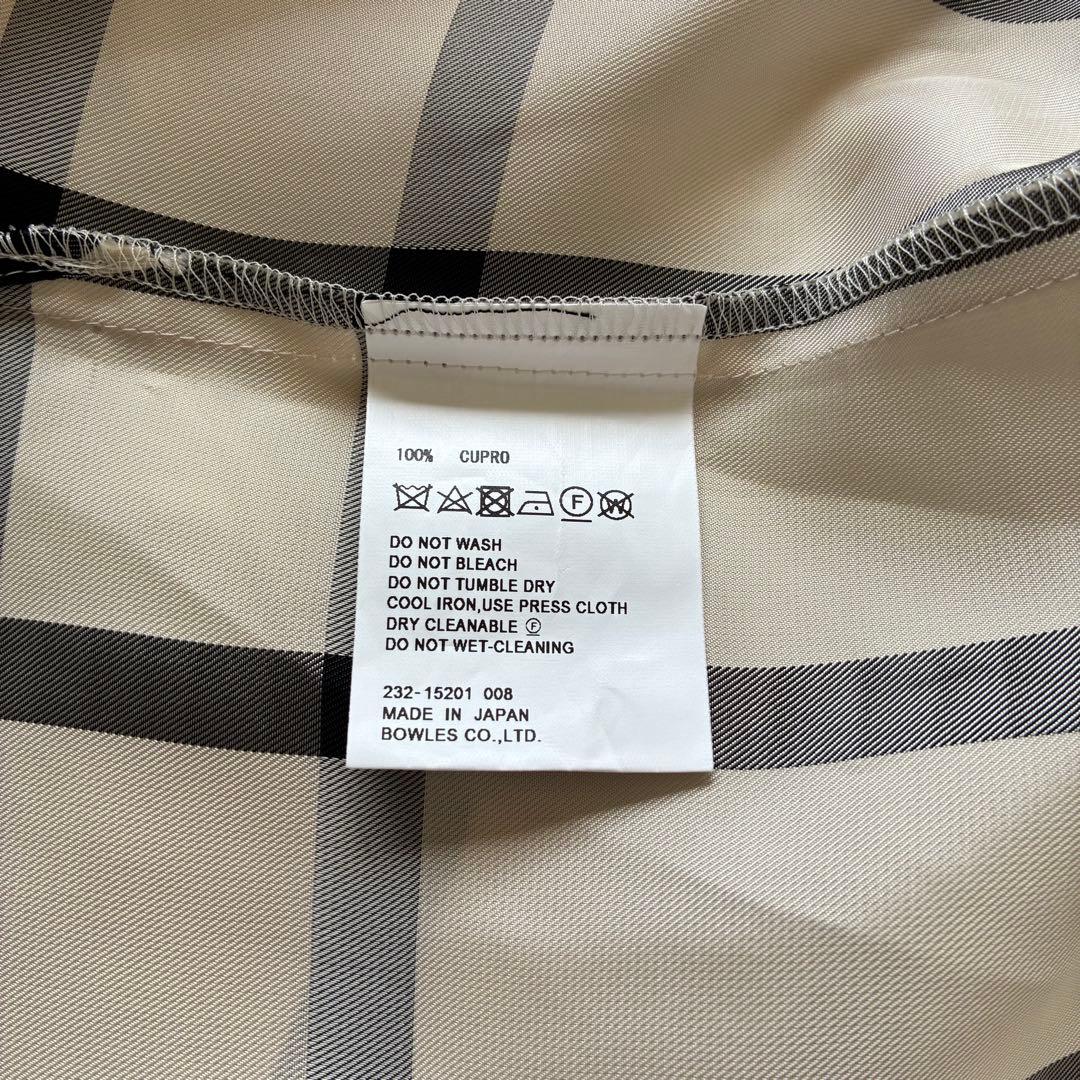 100% CUPRO
F W
DO NOT WASH
DO NOT BLEACH
DO NOT TUMBLE DRY
COOL IRON,USE PRESS CLOTH
DRY CLEANABLE Ⓕ
DO NOT WET-CLEANING
232-15201 008
MADE IN JAPAN
BOWLES CO.,LTD.